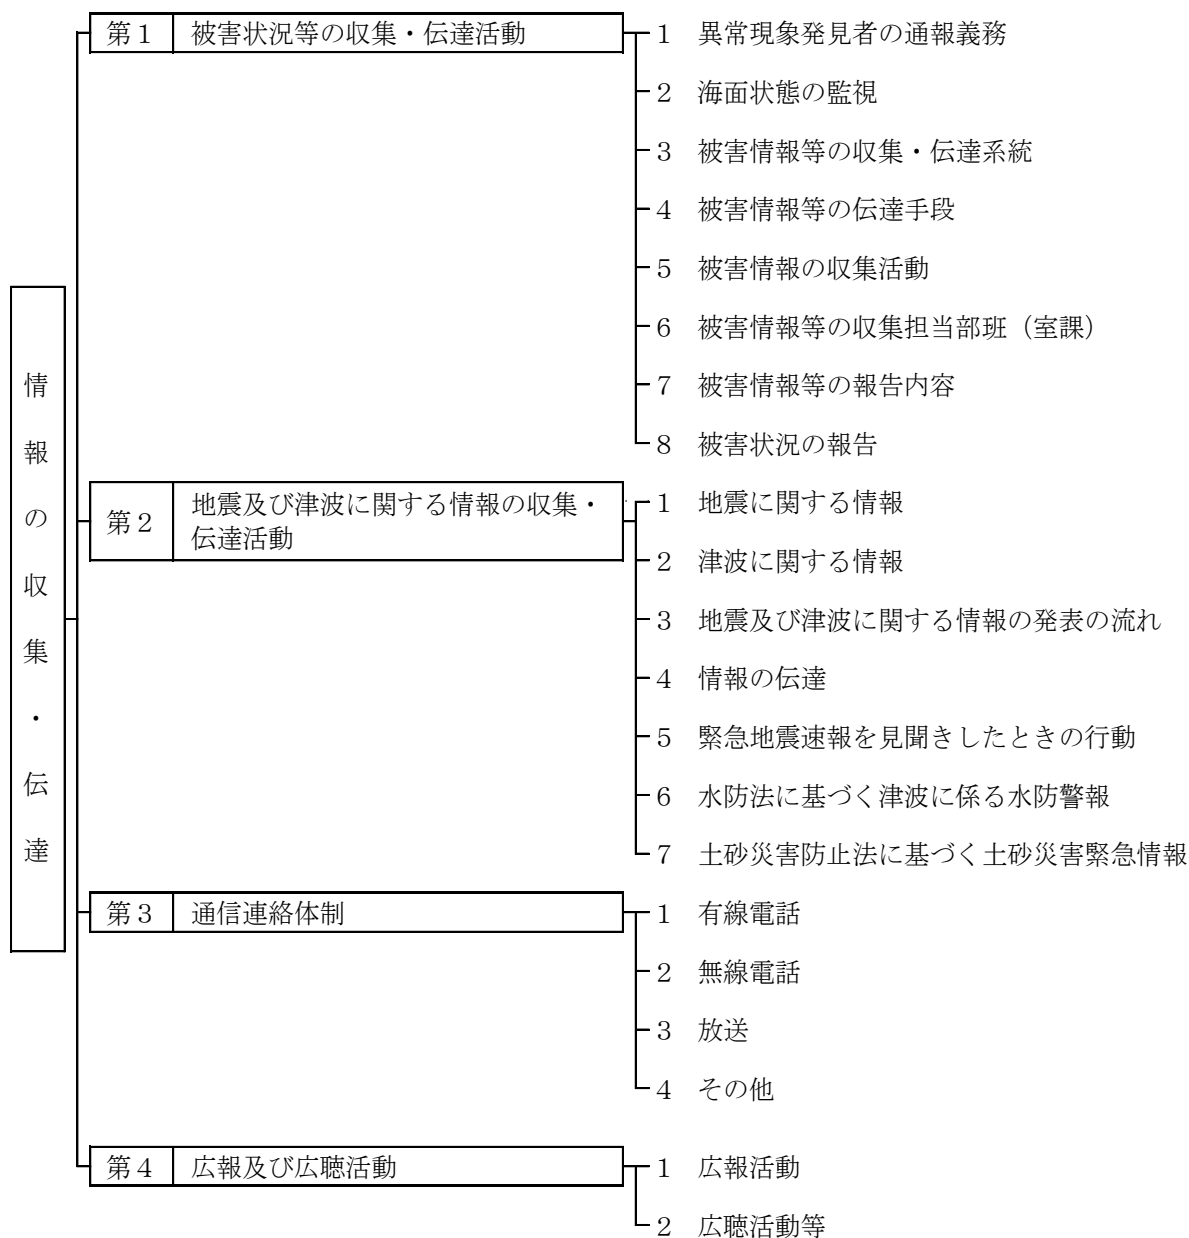 情報の収集・伝達
第１ 被害状況等の収集・伝達活動
１ 異常現象発見者の通報義務
２ 海面状態の監視
３ 被害情報等の収集・伝達系統
４ 被害情報等の伝達手段
５ 被害情報の収集活動
６ 被害情報等の収集担当部班（室課）
７ 被害情報等の報告内容
８ 被害状況の報告
第２ 地震及び津波に関する情報の収集・
伝達活動
１ 地震に関する情報
２ 津波に関する情報
３ 地震及び津波に関する情報の発表の流れ
４ 情報の伝達
５ 緊急地震速報を見聞きしたときの行動
６ 水防法に基づく津波に係る水防警報
７ 土砂災害防止法に基づく土砂災害緊急情報
第３ 通信連絡体制
１ 有線電話
２ 無線電話
３ 放送
４ その他
第４ 広報及び広聴活動
１ 広報活動
２ 広聴活動等